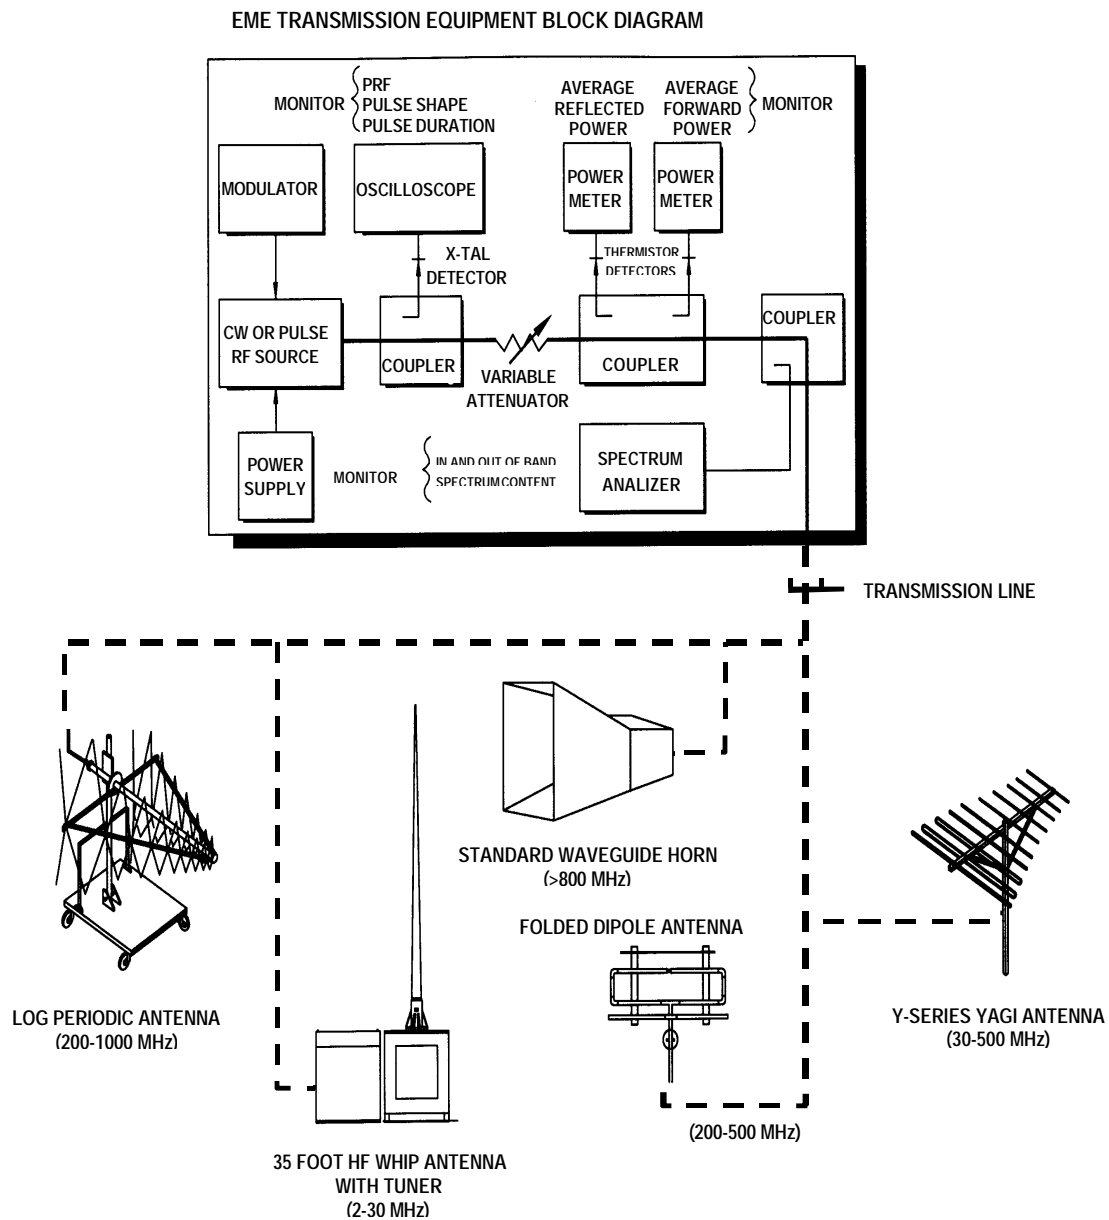 EME TRANSMISSION EQUIPMENT BLOCK DIAGRAM
MONITOR
PRF
PULSE SHAPE
PULSE DURATION
AVERAGE
REFLECTED
POWER
AVERAGE
FORWARD
POWER
MONITOR
MODULATOR
OSCILLOSCOPE
POWER
METER
POWER
METER
X-TAL
DETECTOR
THERMISTOR
DETECTORS
CW OR PULSE
RF SOURCE
COUPLER
VARIABLE
ATTENUATOR
COUPLER
COUPLER
POWER
SUPPLY
MONITOR
IN AND OUT OF BAND
SPECTRUM CONTENT
SPECTRUM
ANALIZER
TRANSMISSION LINE
STANDARD WAVEGUIDE HORN
(>800 MHz)
FOLDED DIPOLE ANTENNA
LOG PERIODIC ANTENNA
(200-1000 MHz)
Y-SERIES YAGI ANTENNA
(30-500 MHz)
(200-500 MHz)
35 FOOT HF WHIP ANTENNA
WITH TUNER
(2-30 MHz)